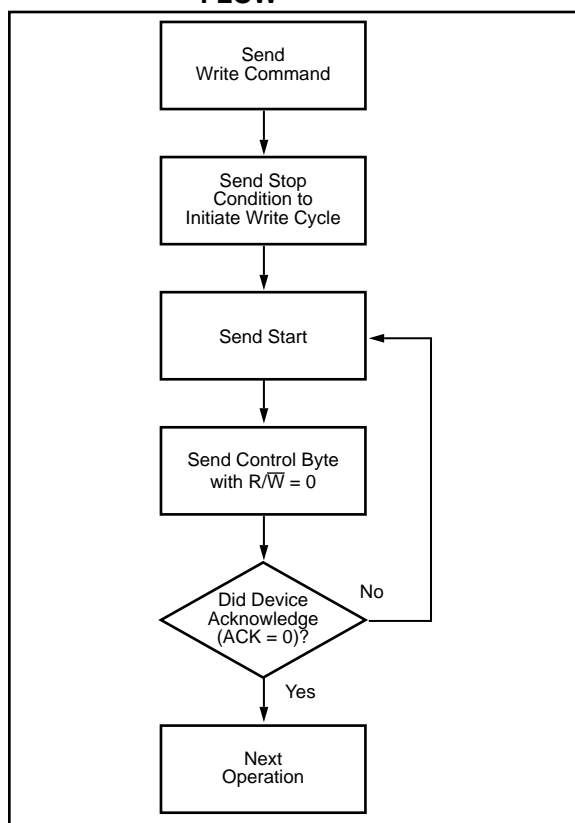 FLOW
Send
Write Command
Send Stop
Condition to
Initiate Write Cycle
Send Start
Send Control Byte
with R/W̅ = 0
Did Device
Acknowledge
(ACK = 0)?
No
Yes
Next
Operation